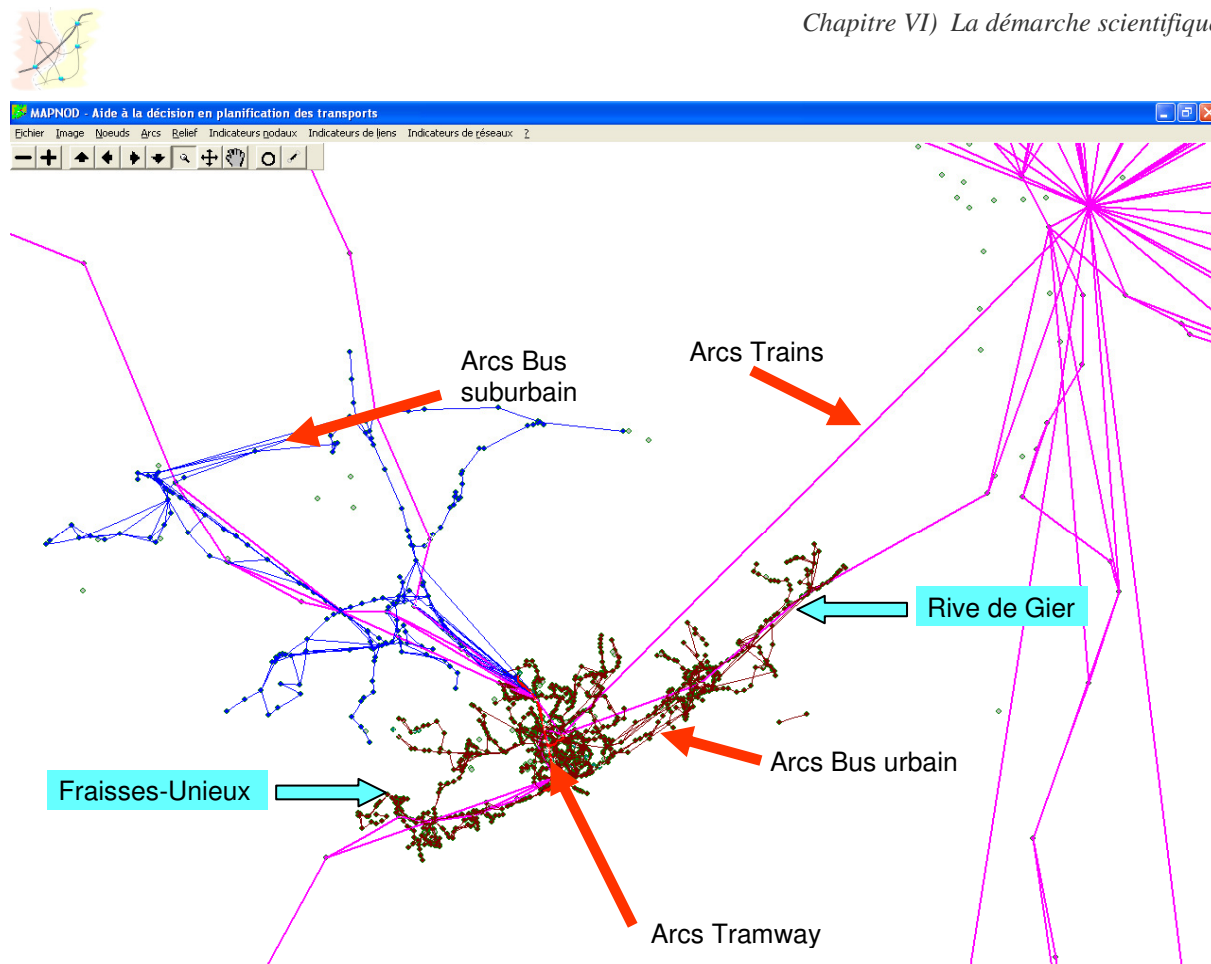 Chapitre VI) La démarche scientifiqu
MAPNOD - Aide à la décision en planification des transports
Fichier Image Noeuds Arcs Relief Indicateurs nodaux Indicateurs de liens Indicateurs de réseaux ?
Arcs Bus
suburbain
Arcs Trains
Rive de Gier
Arcs Bus urbain
Fraisses-Unieux
Arcs Tramway